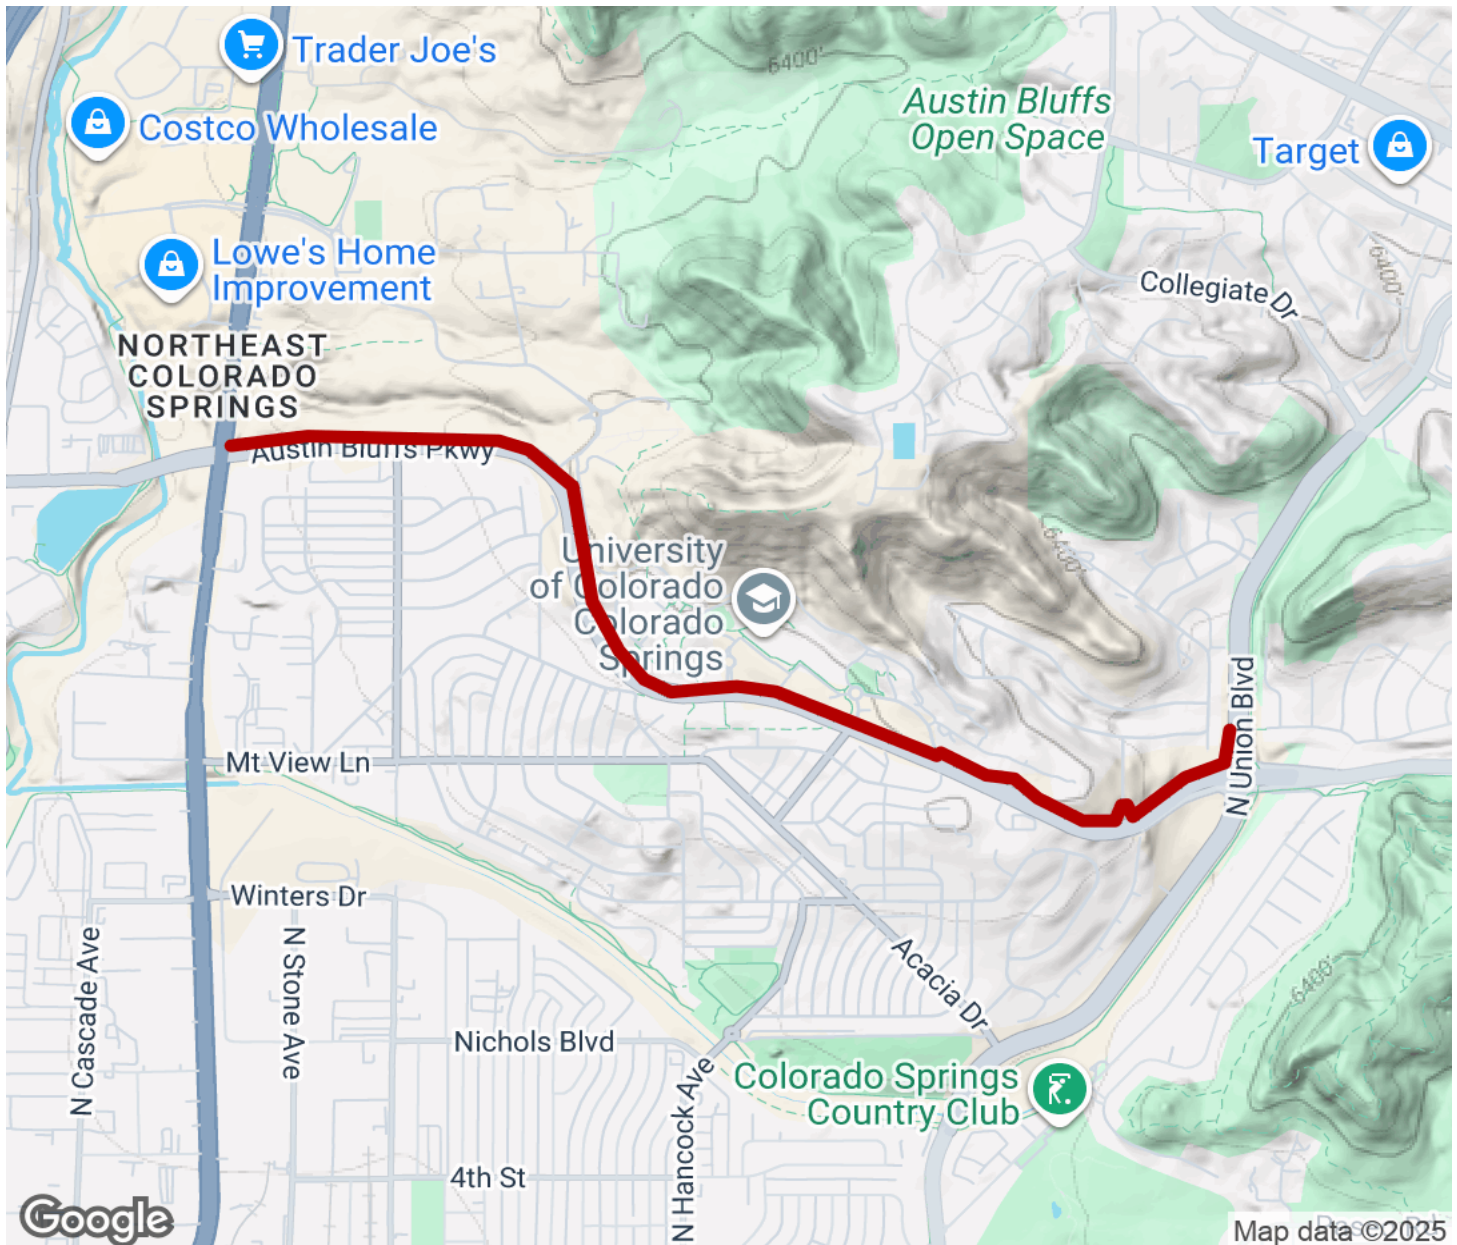 Trader Joe's
6400'
Austin Bluffs
Open Space
Costco Wholesale
Target
Lowe's Home
Improvement
6400'
Collegiate Dr
NORTHEAST
COLORADO
SPRINGS
Austin Bluffs Pkwy
6400'
University
of Colorado
Colorado
Springs
N Union Blvd
Mt View Ln
Winters Dr
N Cascade Ave
N Stone Ave
Acacia Dr
6400'
Nichols Blvd
N Hancock Ave
Colorado Springs
Country Club
4th St
Google
Map data ©2025